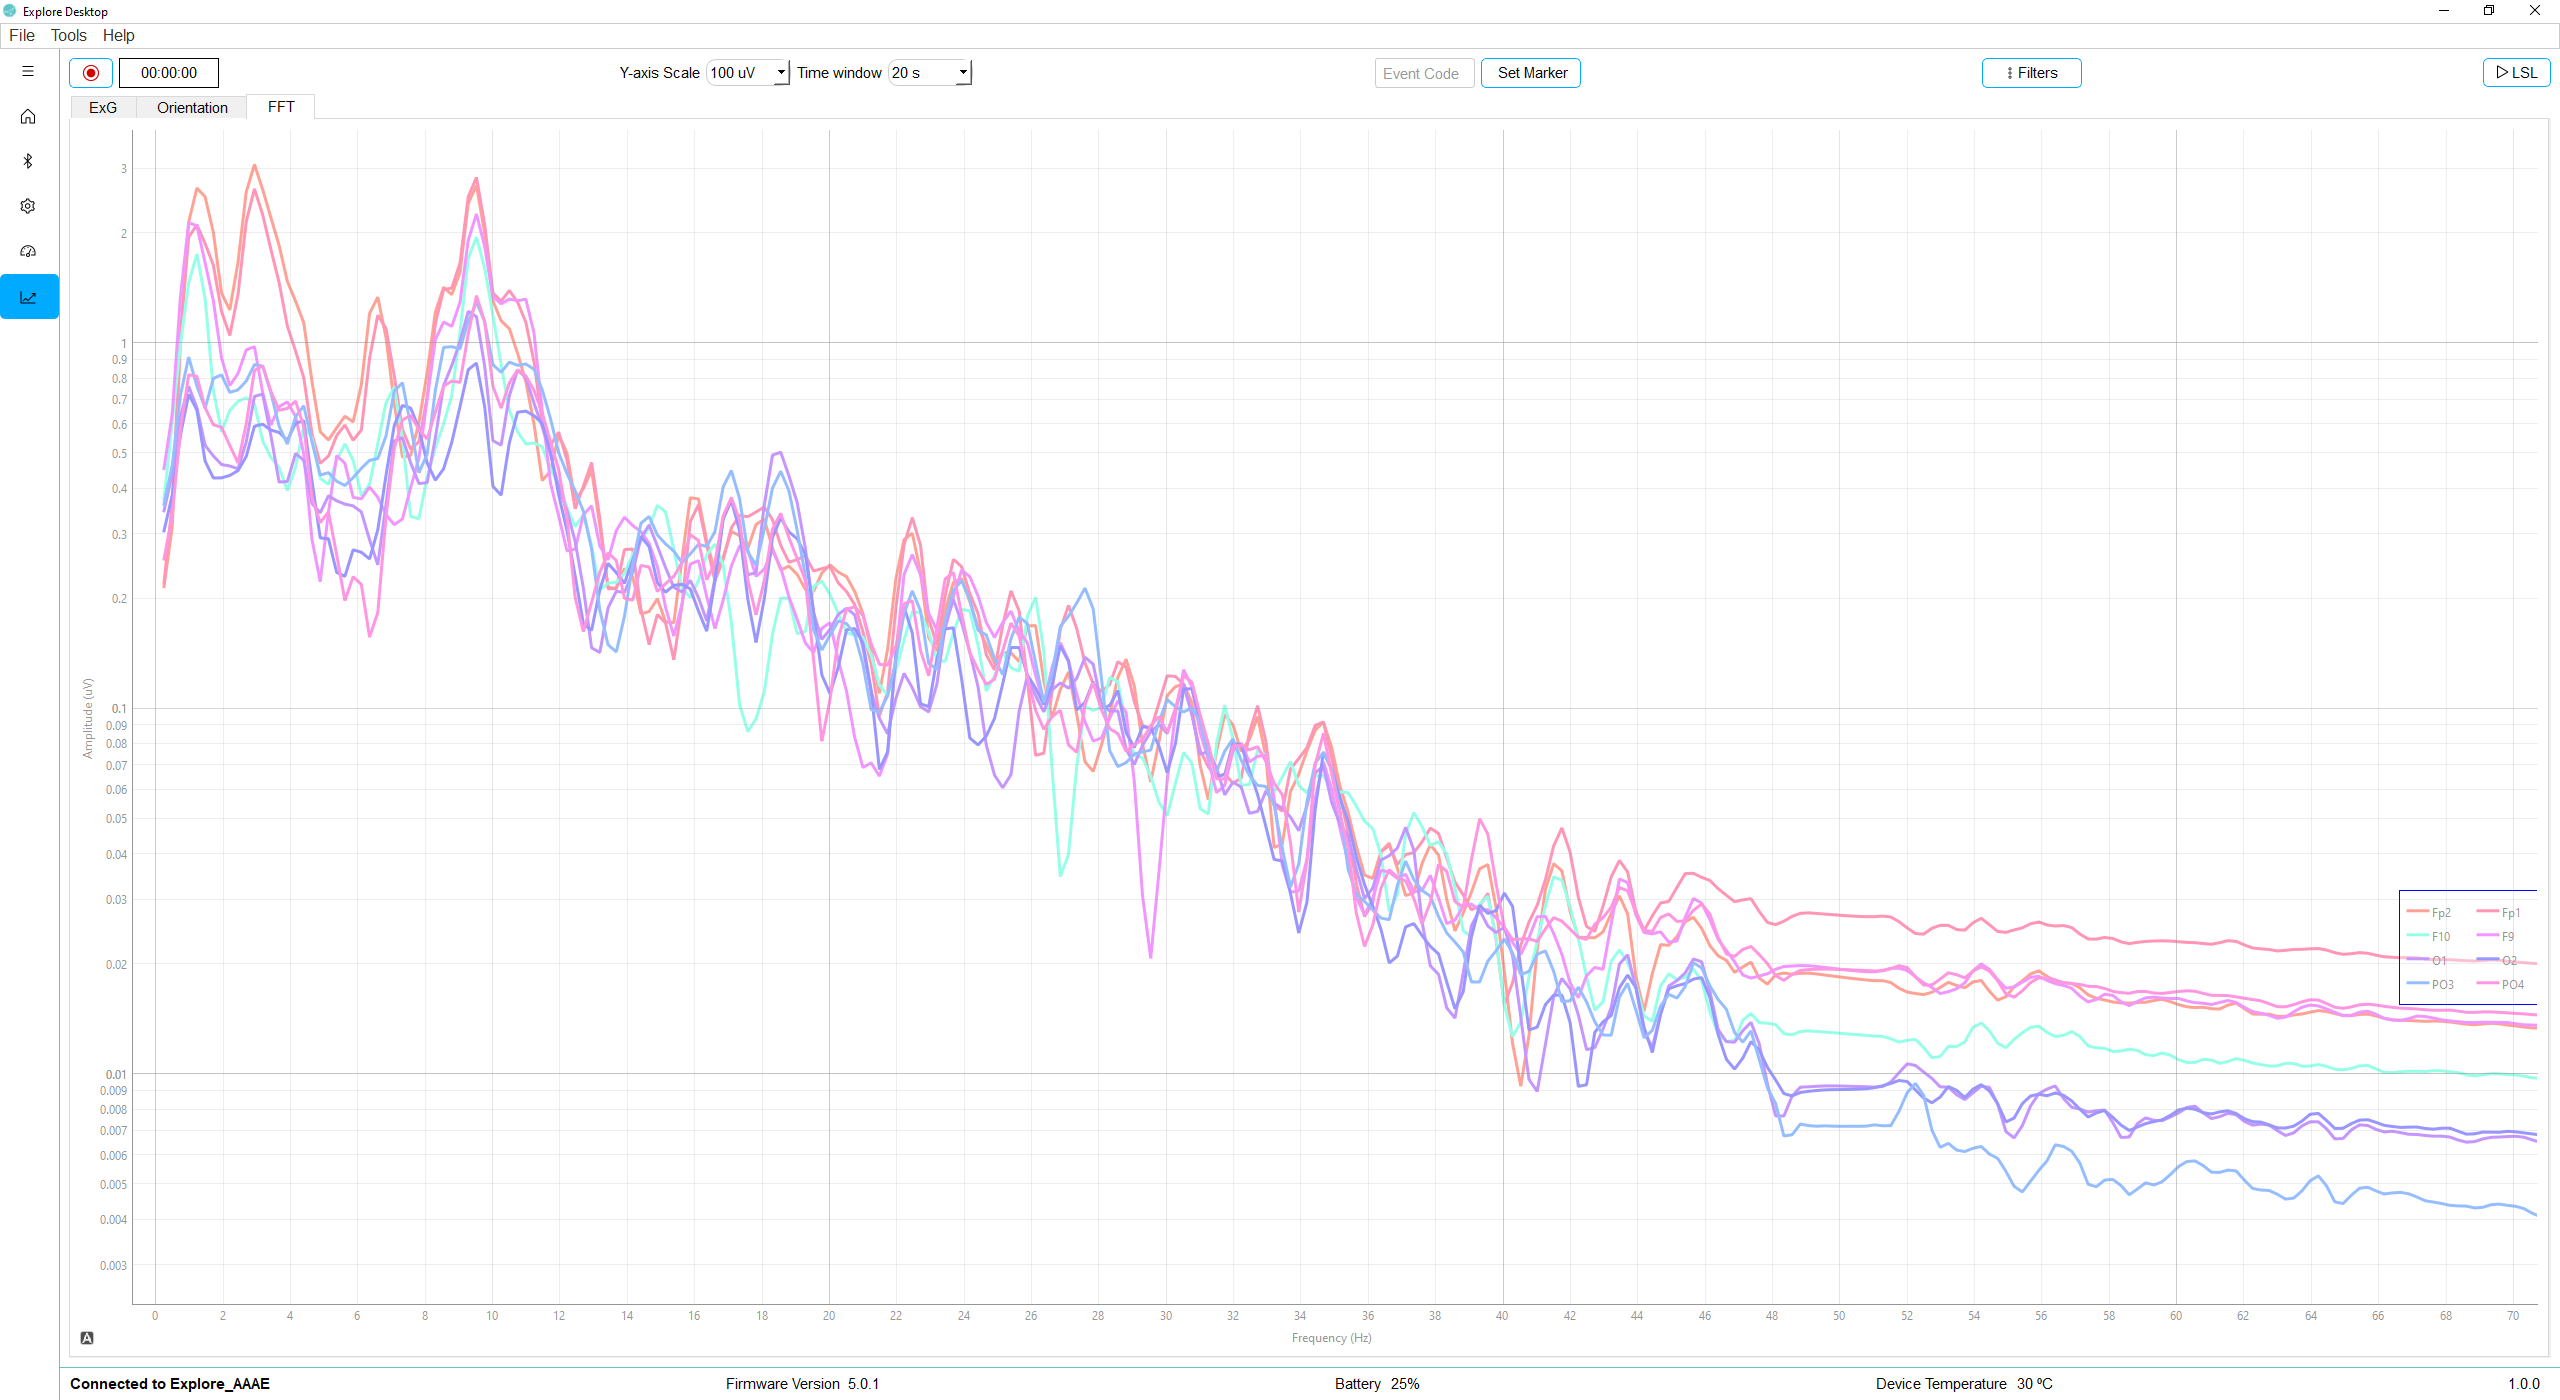 Explore Desktop
File Tools Help
00:00:00 Y-axis Scale 100 uV Time window 20 s Event Code Set Marker Filters LSL
ExG Orientation FFT
3
2
1
0.9
0.8
0.7
0.6
0.5
0.4
0.3
0.2
0.1
0.09
0.08
0.07
0.06
0.05
0.04
0.03
0.02
0.01
0.009
0.008
0.007
0.006
0.005
0.004
0.003
Amplitude (uV)
Fp2 Fp1
F10 F9
O1 O2
PO3 PO4
0 2 4 6 8 10 12 14 16 18 20 22 24 26 28 30 32 34 36 38 40 42 44 46 48 50 52 54 56 58 60 62 64 66 68 70
Frequency (Hz)
A
Connected to Explore_AAAE Firmware Version 5.0.1 Battery 25% Device Temperature 30 ºC 1.0.0